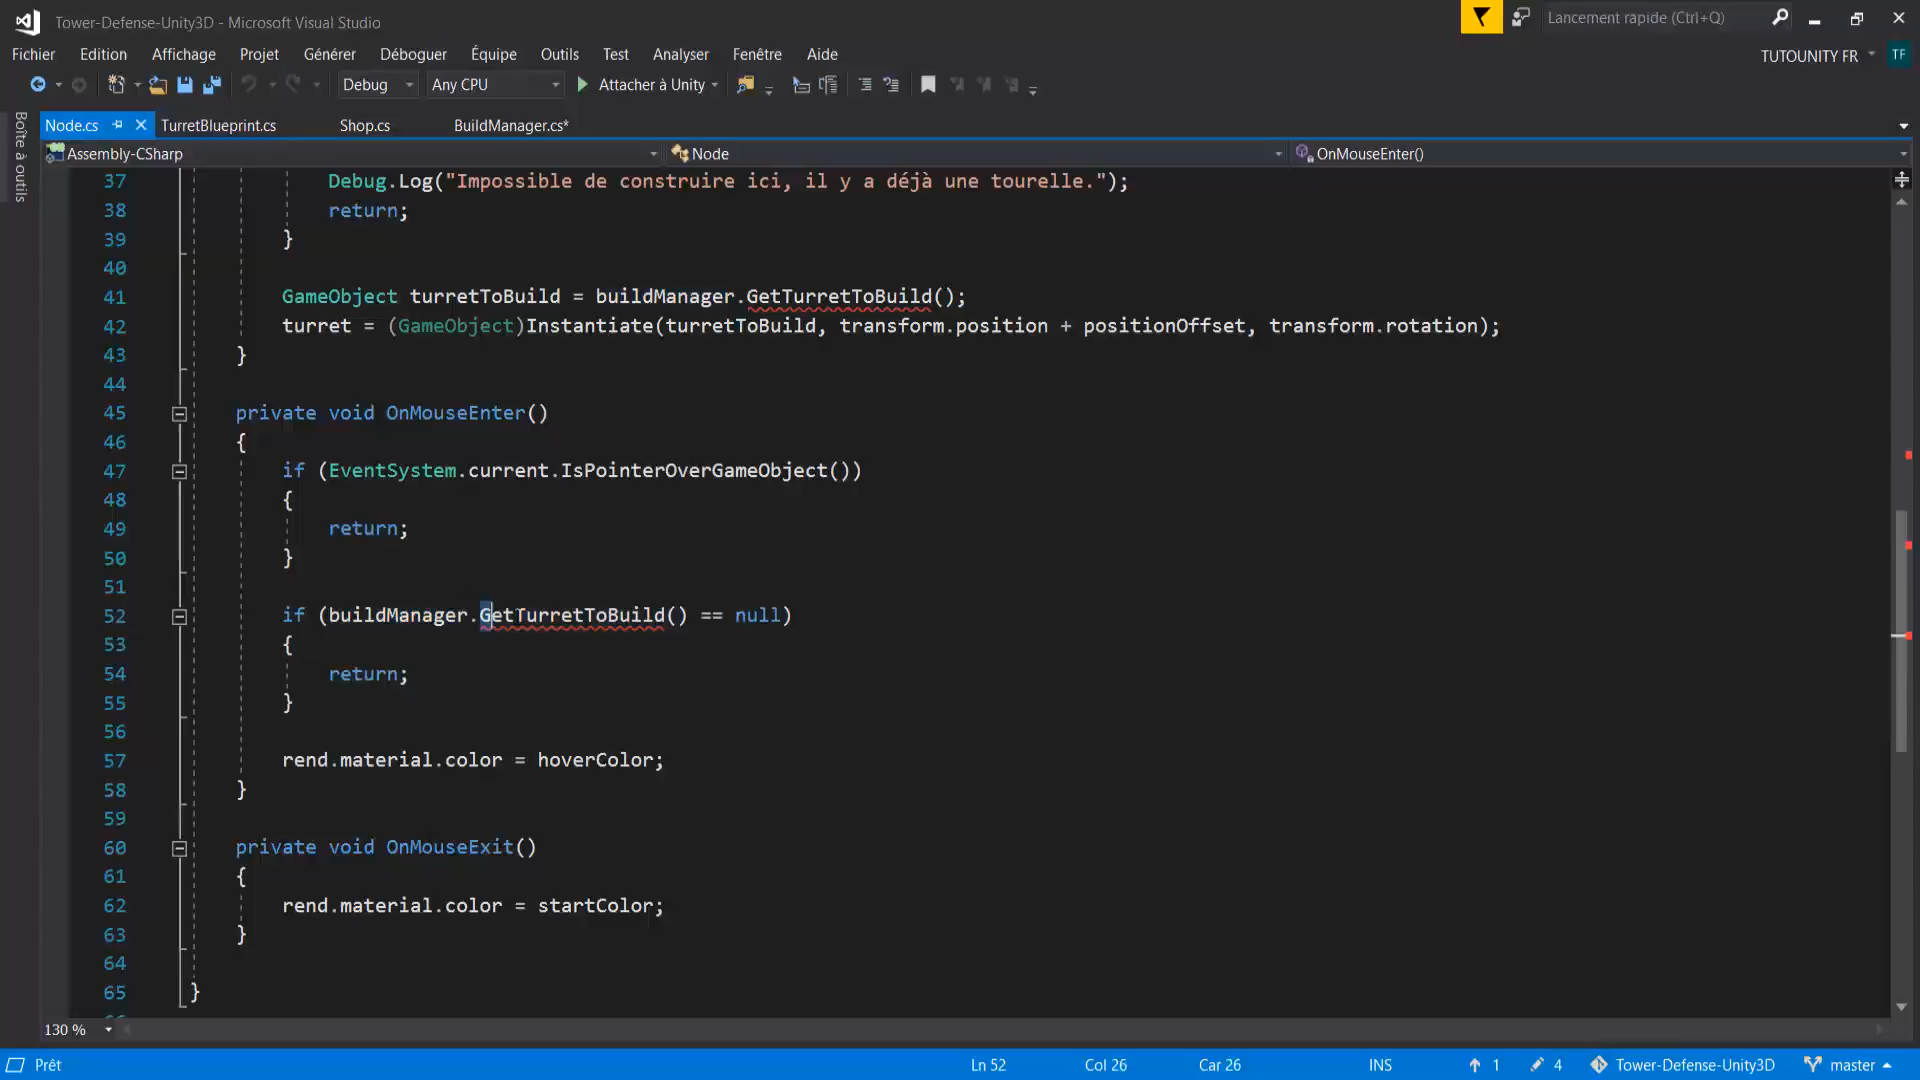 Tower-Defense-Unity3D - Microsoft Visual Studio
Lancement rapide (Ctrl+Q)
Fichier Edition Affichage Projet Générer Déboguer Équipe Outils Test Analyser Fenêtre Aide
TUTOUNITY FR TF
Debug Any CPU Attacher à Unity
Boîte à outils
Node.cs TurretBlueprint.cs Shop.cs BuildManager.cs*
Assembly-CSharp Node OnMouseEnter()
37 Debug.Log("Impossible de construire ici, il y a déjà une tourelle.");
38 return;
39 }
40
41 GameObject turretToBuild = buildManager.GetTurretToBuild();
42 turret = (GameObject)Instantiate(turretToBuild, transform.position + positionOffset, transform.rotation);
43 }
44
45 private void OnMouseEnter()
46 {
47 if (EventSystem.current.IsPointerOverGameObject())
48 {
49 return;
50 }
51
52 if (buildManager.GetTurretToBuild() == null)
53 {
54 return;
55 }
56
57 rend.material.color = hoverColor;
58 }
59
60 private void OnMouseExit()
61 {
62 rend.material.color = startColor;
63 }
64
65 }
130 %
Prêt Ln 52 Col 26 Car 26 INS 1 4 Tower-Defense-Unity3D master